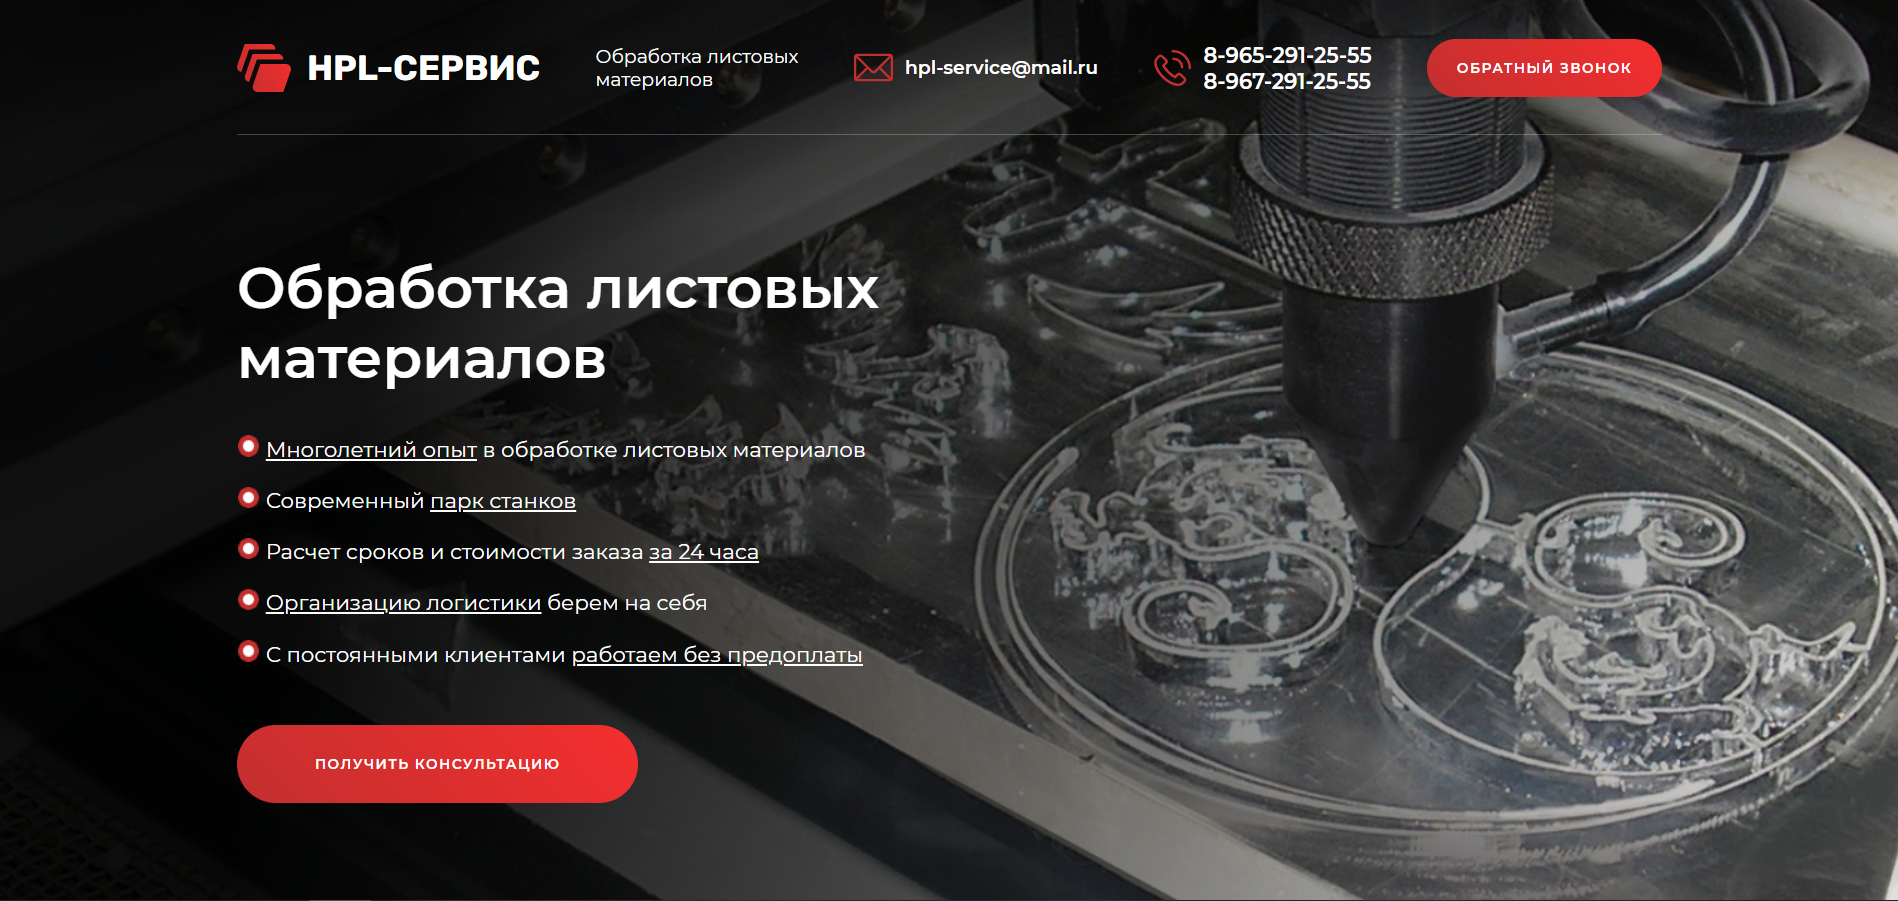 HPL-СЕРВИС
Обработка листовых
материалов
hpl-service@mail.ru
8-965-291-25-55
8-967-291-25-55
ОБРАТНЫЙ ЗВОНОК
Обработка листовых
материалов
Многолетний опыт в обработке листовых материалов
Современный парк станков
Расчет сроков и стоимости заказа за 24 часа
Организацию логистики берем на себя
С постоянными клиентами работаем без предоплаты
ПОЛУЧИТЬ КОНСУЛЬТАЦИЮ